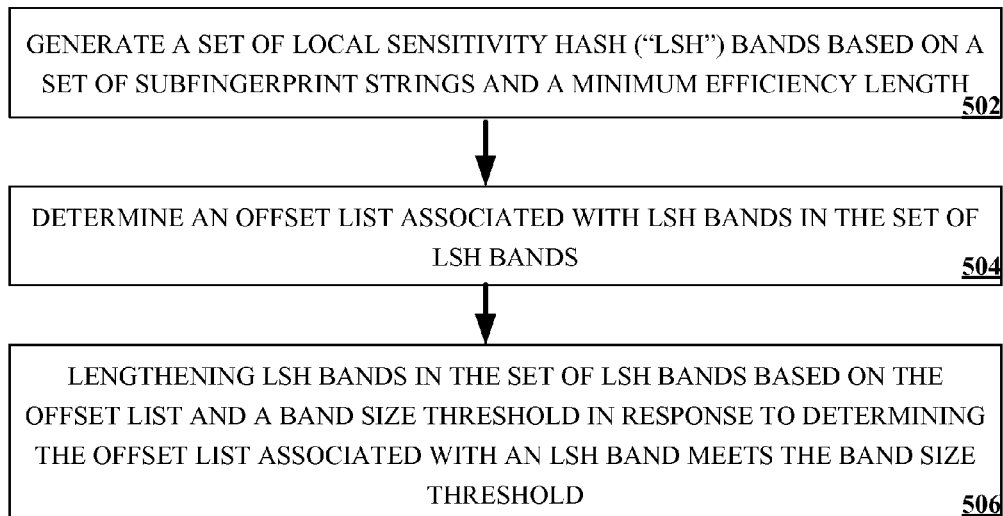 GENERATE A SET OF LOCAL SENSITIVITY HASH (“LSH”) BANDS BASED ON A
SET OF SUBFINGERPRINT STRINGS AND A MINIMUM EFFICIENCY LENGTH
502
DETERMINE AN OFFSET LIST ASSOCIATED WITH LSH BANDS IN THE SET OF
LSH BANDS
504
LENGTHENING LSH BANDS IN THE SET OF LSH BANDS BASED ON THE
OFFSET LIST AND A BAND SIZE THRESHOLD IN RESPONSE TO DETERMINING
THE OFFSET LIST ASSOCIATED WITH AN LSH BAND MEETS THE BAND SIZE
THRESHOLD.
506